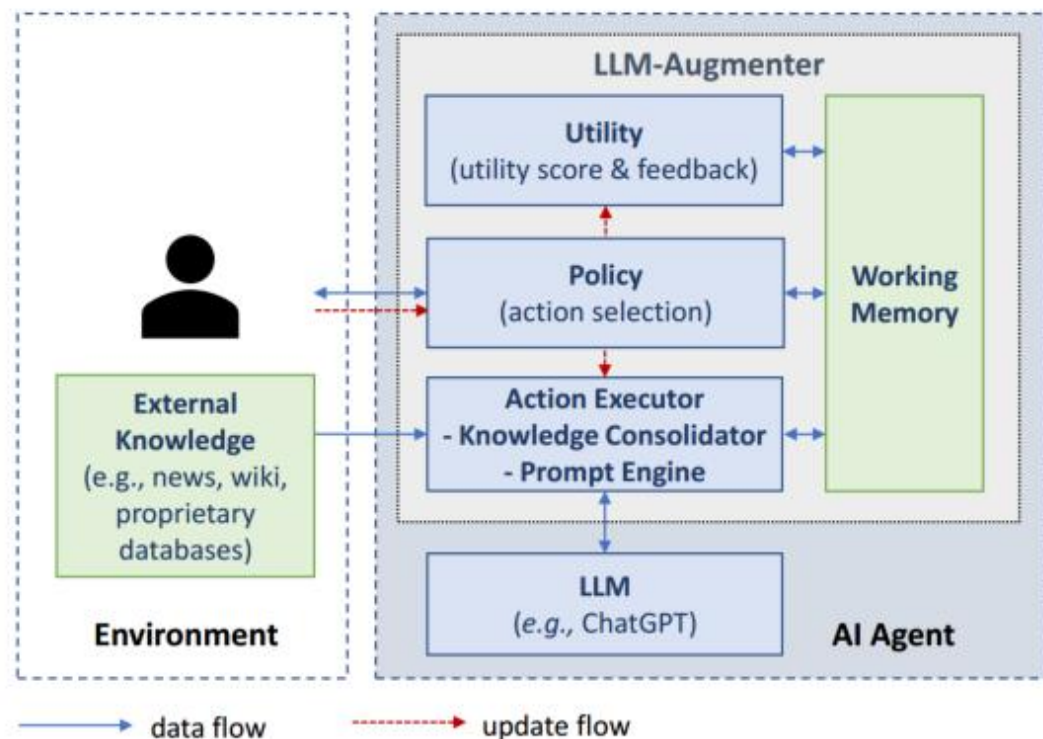 LLM-Augmenter
Utility
(utility score & feedback)
Policy
(action selection)
Working
Memory
External
Knowledge
(e.g., news, wiki,
proprietary
databases)
Action Executor
- Knowledge Consolidator
- Prompt Engine
LLM
(e.g., ChatGPT)
Environment
AI Agent
data flow
update flow